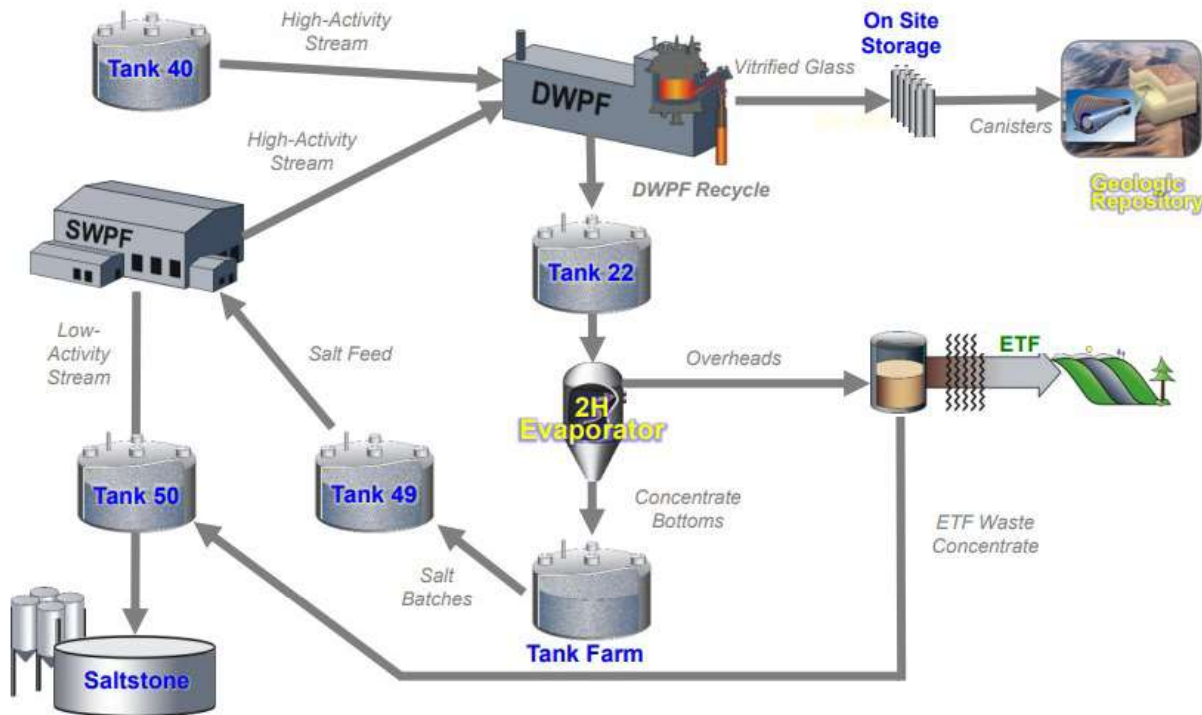 High-Activity
Stream
Tank 40
DWPF
Vitrified Glass
On Site
Storage
Canisters
Geologic
Repository
High-Activity
Stream
DWPF Recycle
SWPF
Tank 22
Low-
Activity
Stream
Salt Feed
Overheads
ETF
2H
Evaporator
Tank 50
Tank 49
Concentrate
Bottoms
ETF Waste
Concentrate
Salt
Batches
Tank Farm
Saltstone